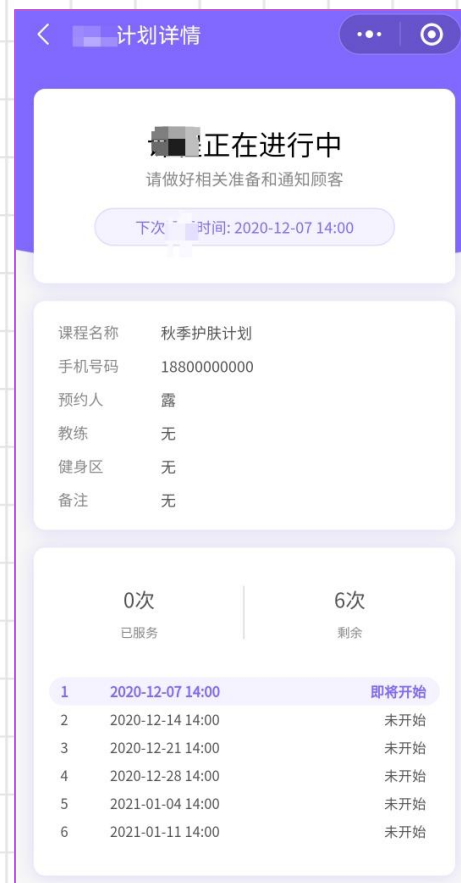 计划详情
正在进行中
请做好相关准备和通知顾客
下次 时间: 2020-12-07 14:00
课程名称 秋季护肤计划
手机号码 18800000000
预约人 露
教练 无
健身区 无
备注 无
0次 6次
已服务 剩余
1 2020-12-07 14:00 即将开始
2 2020-12-14 14:00 未开始
3 2020-12-21 14:00 未开始
4 2020-12-28 14:00 未开始
5 2021-01-04 14:00 未开始
6 2021-01-11 14:00 未开始